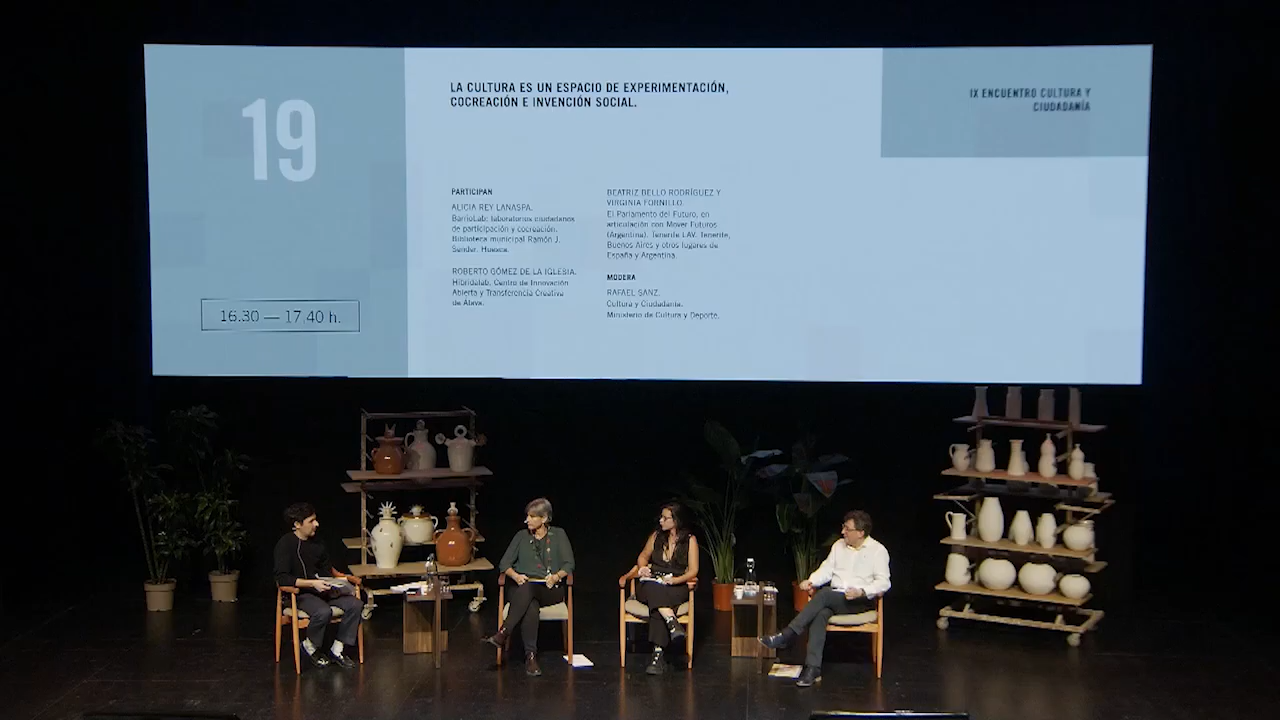 19
16.30 — 17.40 h.
LA CULTURA ES UN ESPACIO DE EXPERIMENTACIÓN,
COCREACIÓN E INVENCIÓN SOCIAL.
PARTICIPAN
ALICIA REY LANASPA.
BarrioLab: laboratorios ciudadanos
de participación y cocreación.
Biblioteca municipal Ramón J.
Sender. Huesca.
ROBERTO GÓMEZ DE LA IGLESIA.
Hibridalab. Centro de Innovación
Abierta y Transferencia Creativa
de Álava.
BEATRIZ BELLO RODRÍGUEZ Y
VIRGINIA FORNILLO.
El Parlamento del Futuro, en
articulación con Mover Futuros
(Argentina). Tenerife LAV. Tenerife,
Buenos Aires y otros lugares de
España y Argentina.
MODERA
RAFAEL SANZ.
Cultura y Ciudadanía.
Ministerio de Cultura y Deporte.
IX ENCUENTRO CULTURA Y
CIUDADANÍA